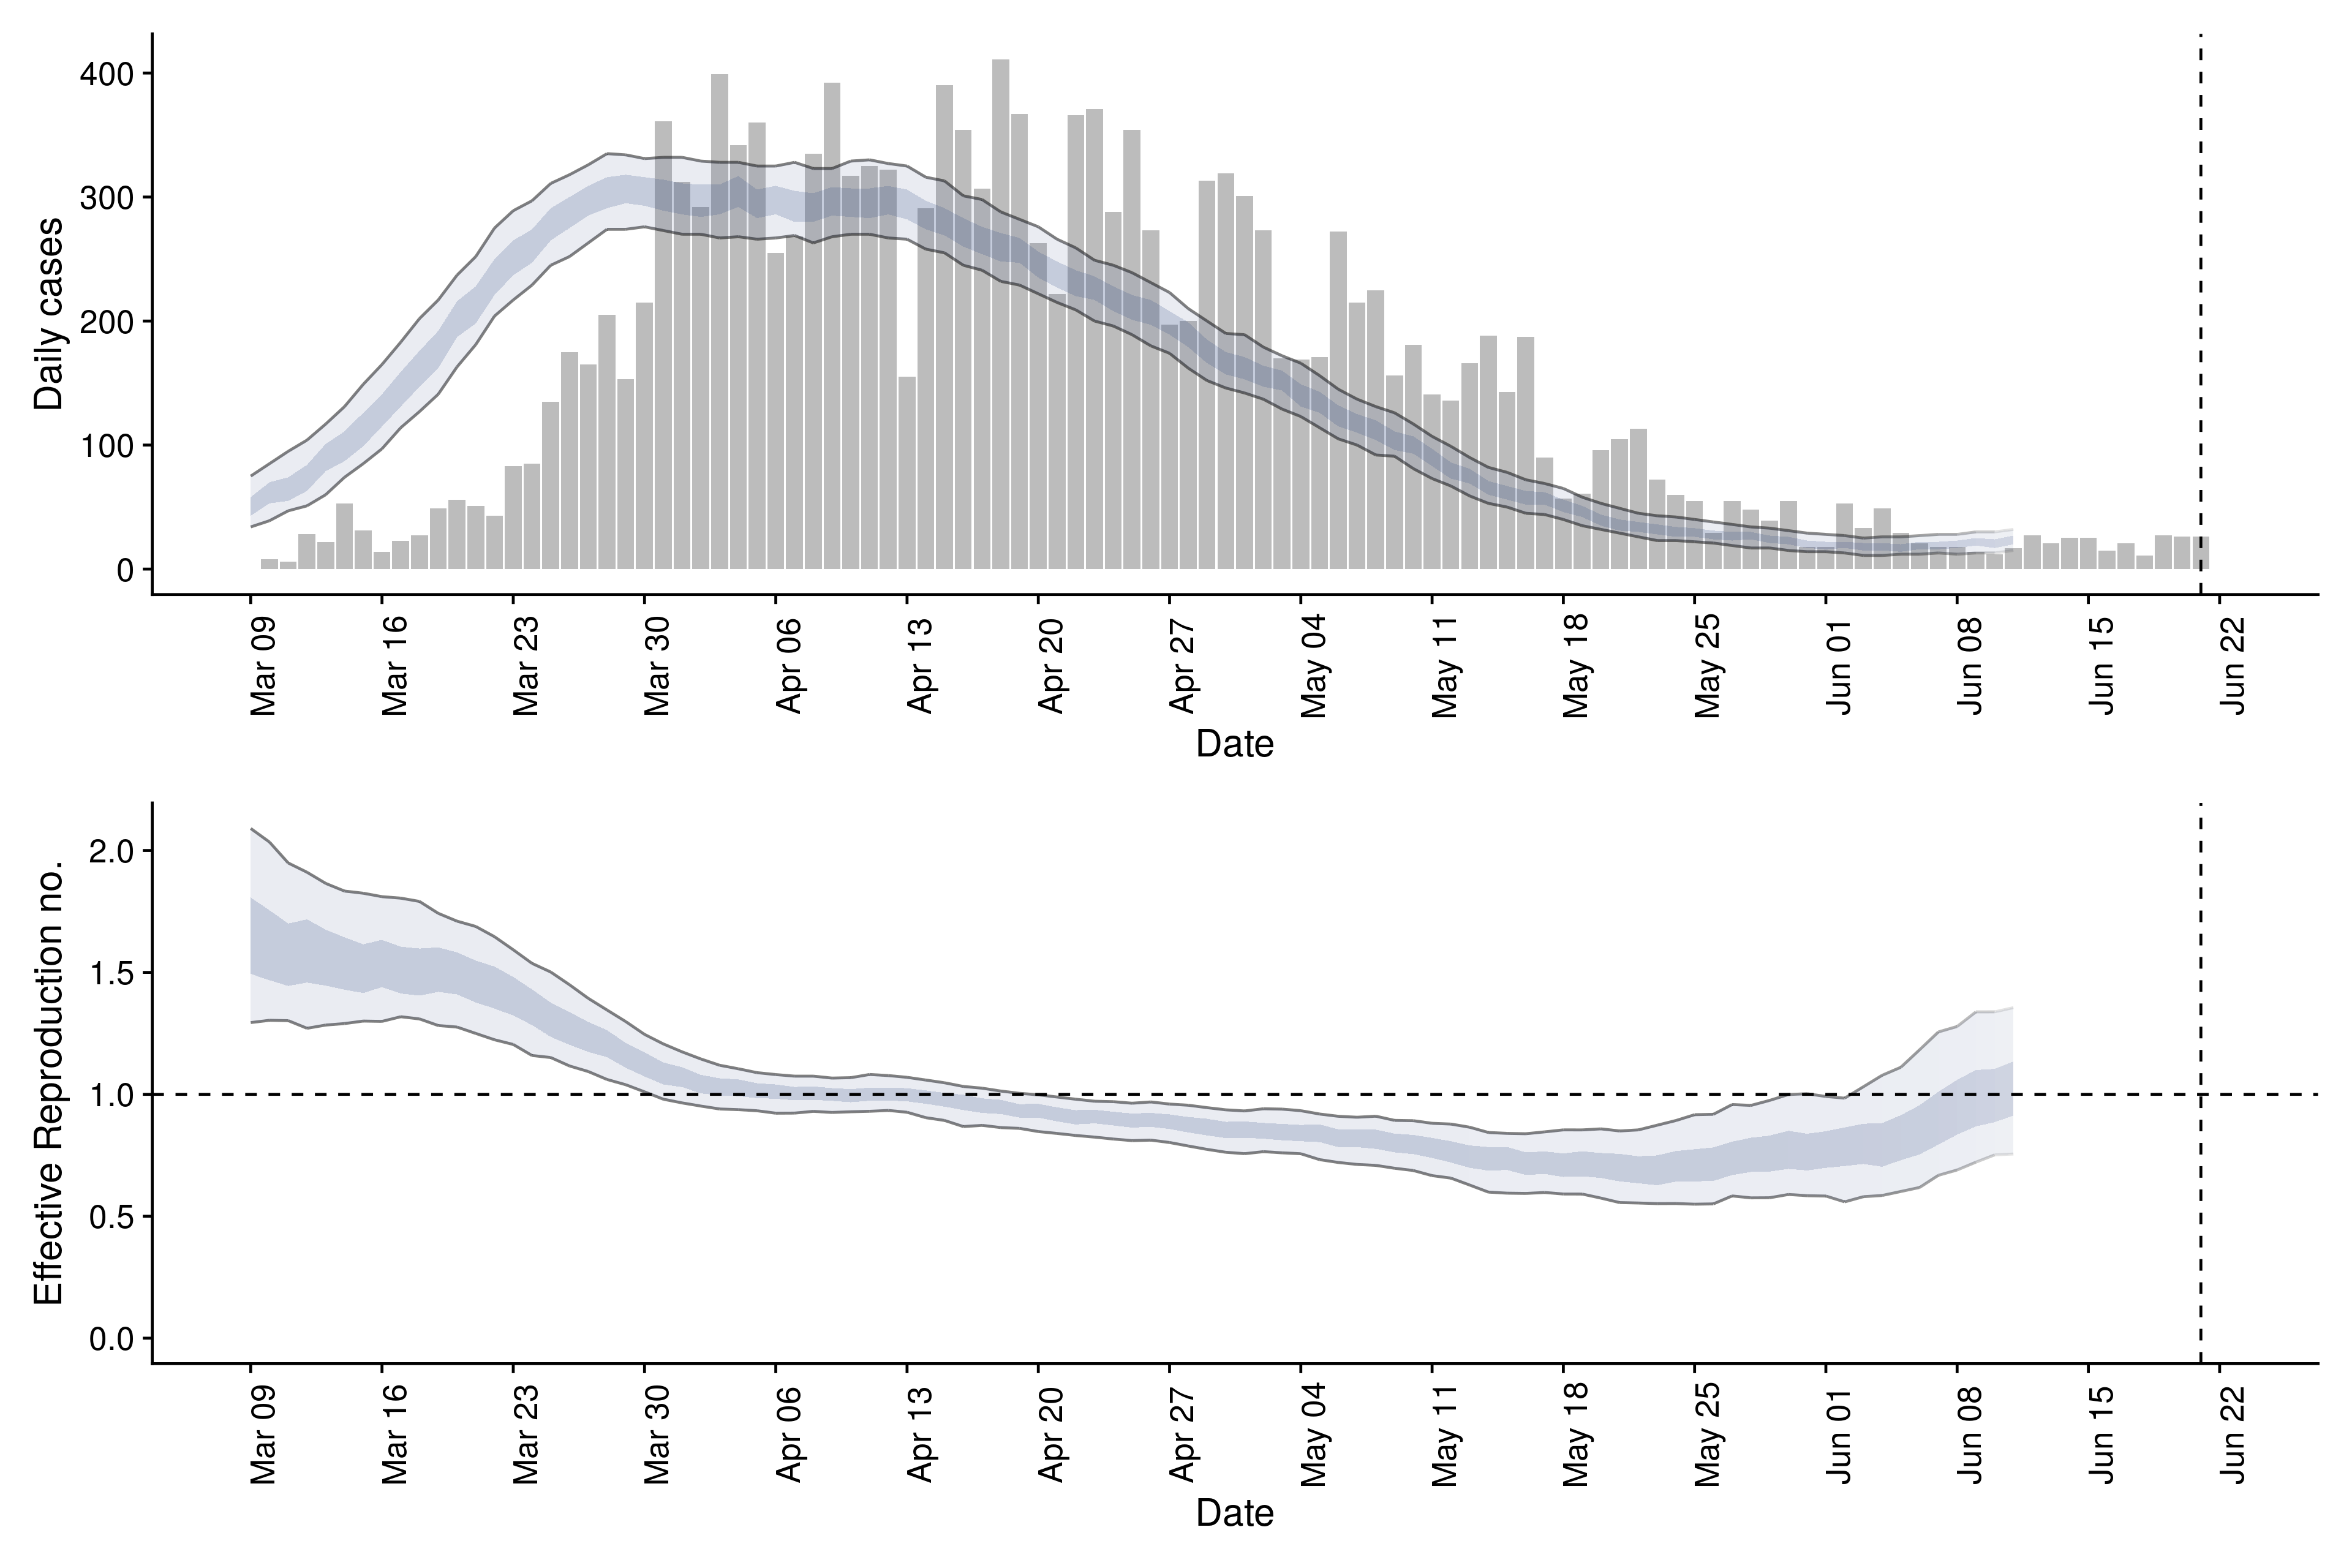 400
300
200
100
0
Daily cases
Mar 09
Mar 16
Mar 23
Mar 30
Apr 06
Apr 13
Apr 20
Apr 27
May 04
May 11
May 18
May 25
Jun 01
Jun 08
Jun 15
Jun 22
Date
2.0
1.5
1.0
0.5
0.0
Effective Reproduction no.
Mar 09
Mar 16
Mar 23
Mar 30
Apr 06
Apr 13
Apr 20
Apr 27
May 04
May 11
May 18
May 25
Jun 01
Jun 08
Jun 15
Jun 22
Date